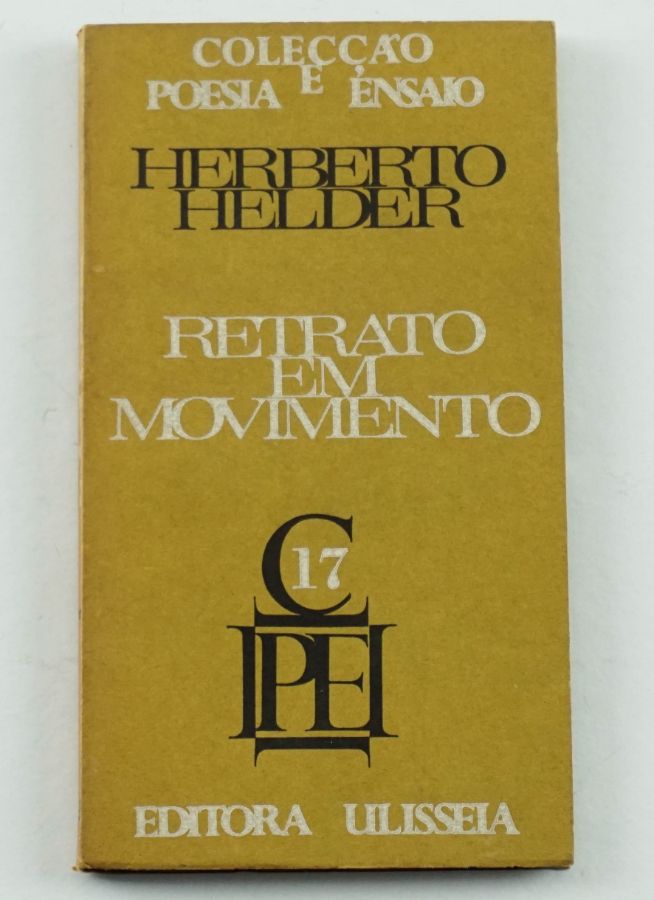 COLECÇÃO
POESIA E ENSAIO
HERBERTO
HELDER
RETRATO
EM
MOVIMENTO
C
17
PE
EDITORA ULISSEIA